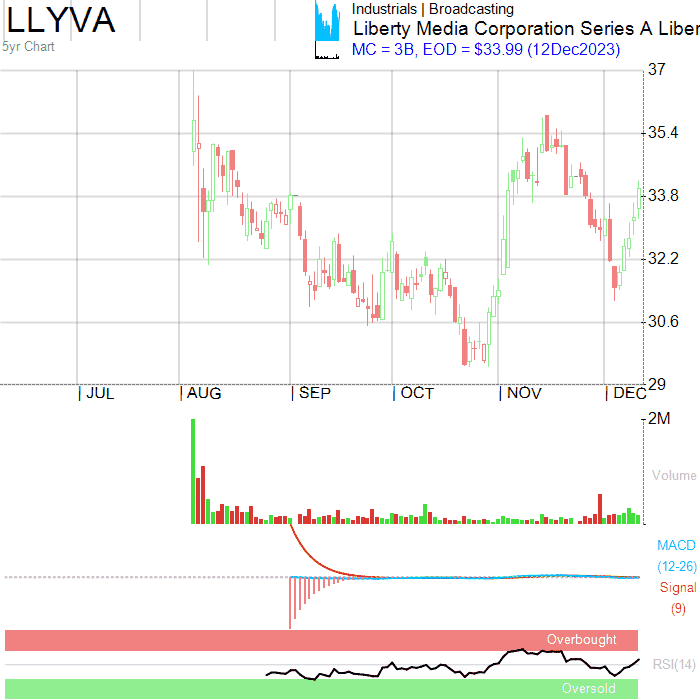 LLYVA
5yr Chart
Industrials | Broadcasting
Liberty Media Corporation Series A Liber
MC = 3B, EOD = $33.99 (12Dec2023)
37
35.4
33.8
32.2
30.6
29
| JUL | AUG | SEP | OCT | NOV | DEC
2M
Volume
MACD
(12-26)
Signal
(9)
Overbought
RSI(14)
Oversold